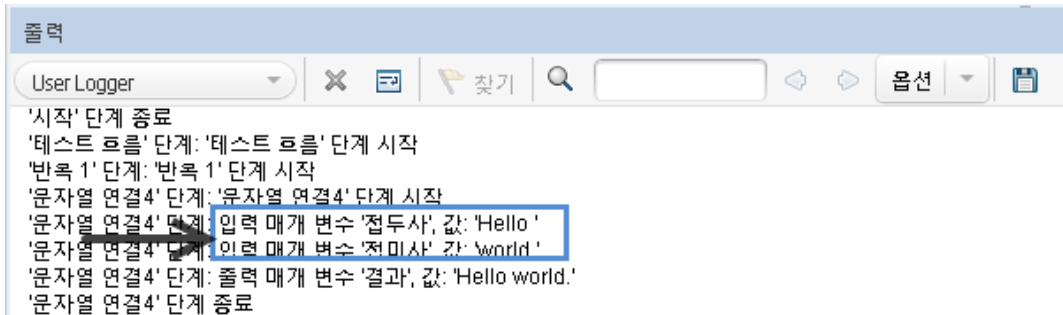 출력
User Logger 찾기 옵션
'시작' 단계 종료
'테스트 흐름' 단계: '테스트 흐름' 단계 시작
'반복 1' 단계: '반복 1' 단계 시작
'문자열 연결4' 단계: '문자열 연결4' 단계 시작
'문자열 연결4' 단계: 입력 매개 변수 '접두사', 값: 'Hello '
'문자열 연결4' 단계: 입력 매개 변수 '접미사', 값: 'world.'
'문자열 연결4' 단계: 출력 매개 변수 '결과', 값: 'Hello world.'
'문자열 연결4' 단계 종료